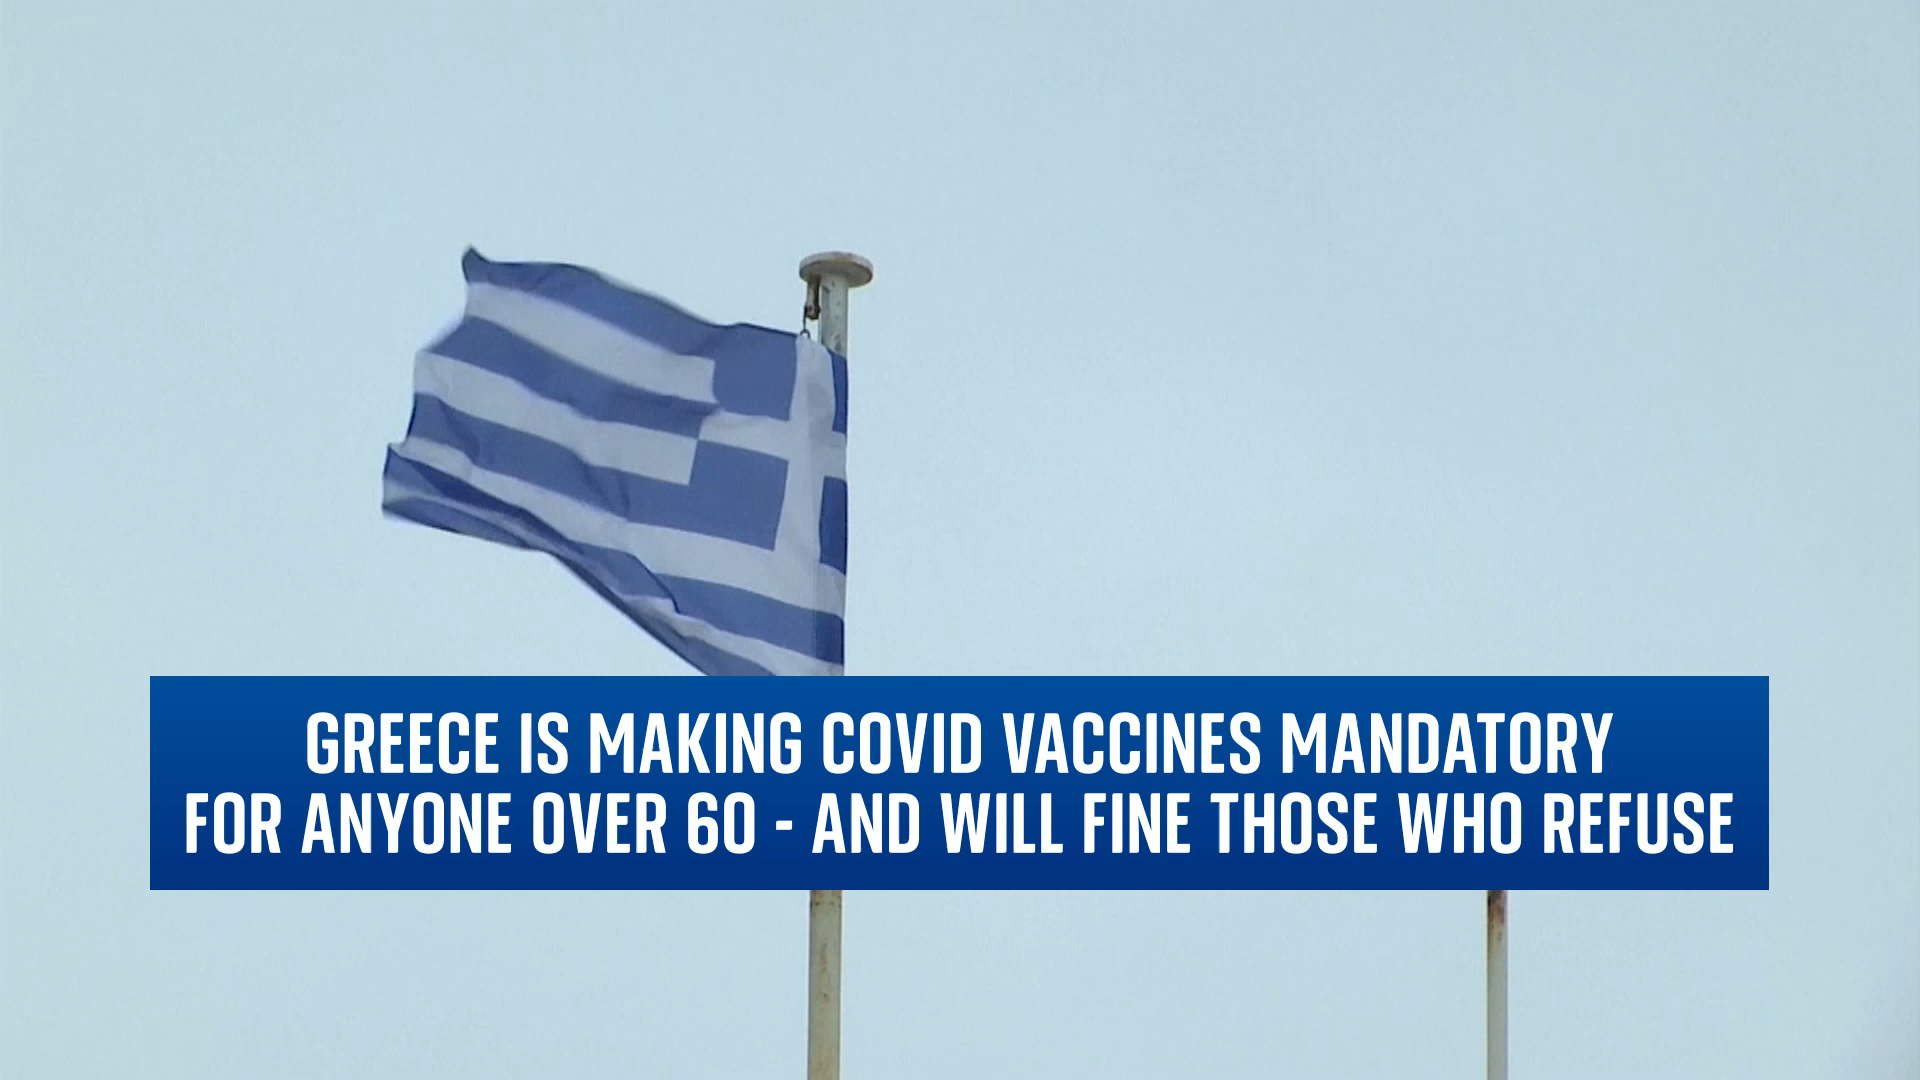 GREECE IS MAKING COVID VACCINES MANDATORY
FOR ANYONE OVER 60 - AND WILL FINE THOSE WHO REFUSE